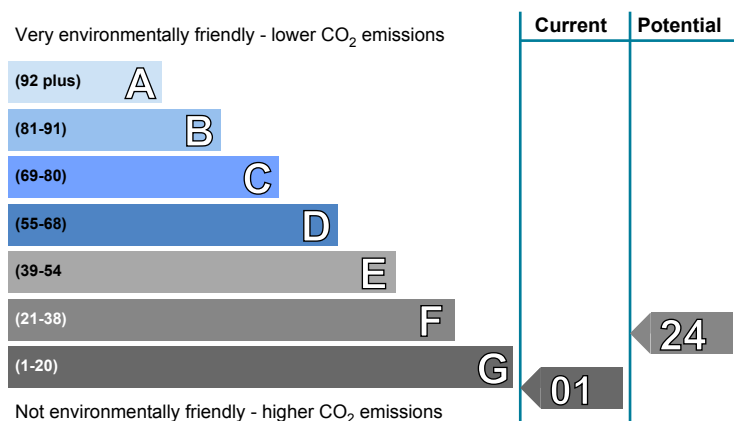 Very environmentally friendly - lower CO2 emissions
Current
Potential
(92 plus) A
(81-91) B
(69-80) C
(55-68) D
(39-54 E
(21-38) F
24
(1-20) G
01
Not environmentally friendly - higher CO2 emissions